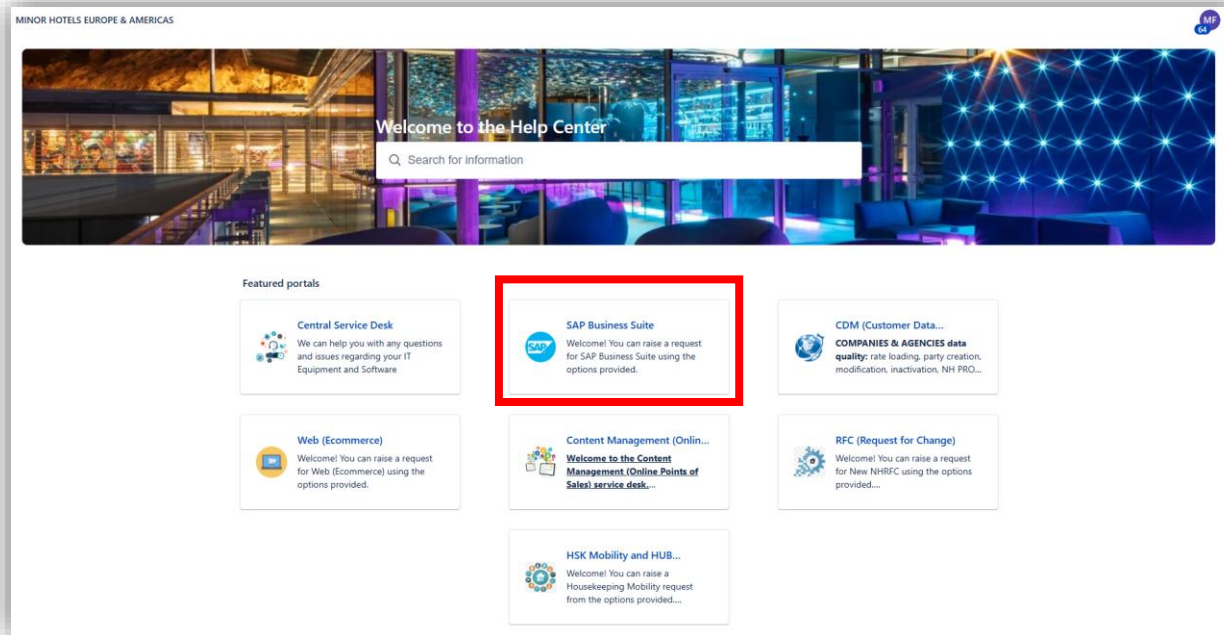 MINOR HOTELS EUROPE & AMERICAS
MF
64
Welcome to the Help Center
Search for information
Featured portals
Central Service Desk
We can help you with any questions
and issues regarding your IT
Equipment and Software
SAP
SAP Business Suite
Welcome! You can raise a request
for SAP Business Suite using the
options provided.
CDM (Customer Data...
COMPANIES & AGENCIES data
quality: rate loading, party creation,
modification, inactivation, NH PRO...
Web (Ecommerce)
Welcome! You can raise a request
for Web (Ecommerce) using the
options provided.
Content Management (Onlin...
Welcome to the Content
Management (Online Points of
Sales) service desk....
RFC (Request for Change)
Welcome! You can raise a request
for New NHRFC using the options
provided....
HSK Mobility and HUB...
Welcome! You can raise a
Housekeeping Mobility request
from the options provided....